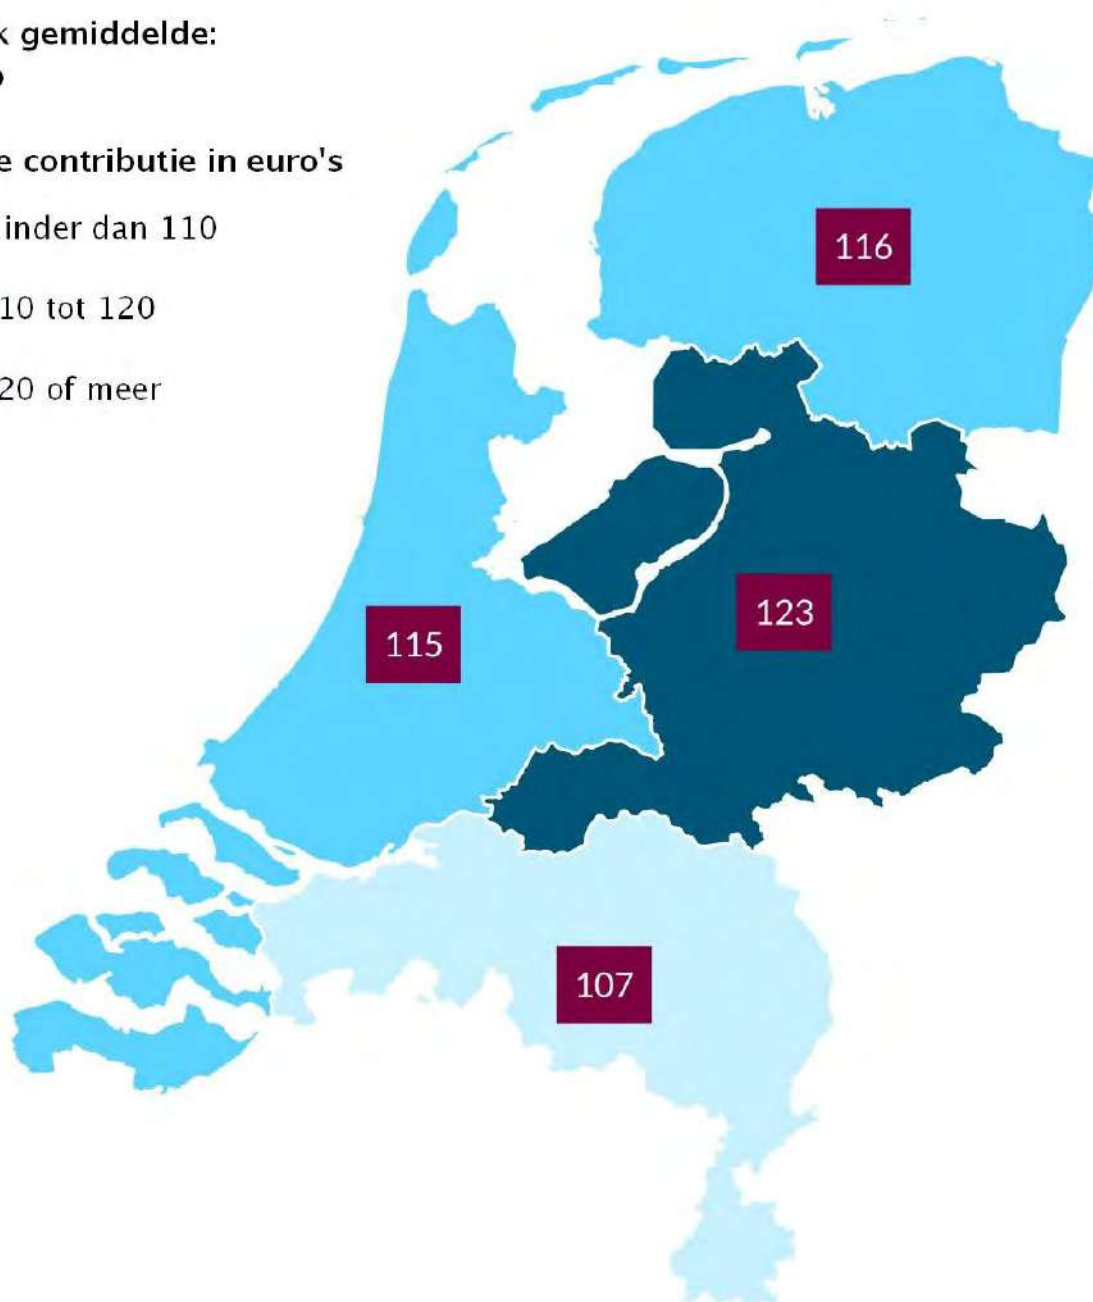 k gemiddelde:
e contributie in euro's
inder dan 110
10 tot 120
20 of meer
116
123
115
107